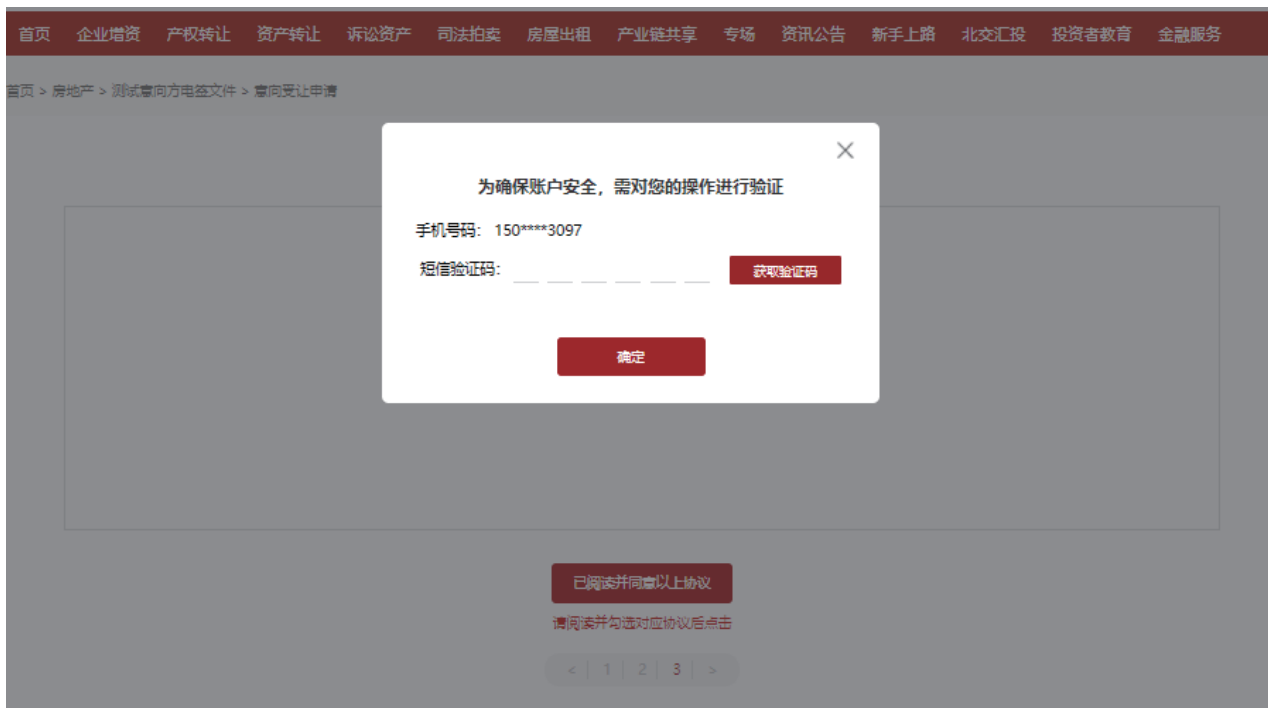 首页 企业增资 产权转让 资产转让 诉讼资产 司法拍卖 房屋出租 产业链共享 专场 资讯公告 新手上路 北交汇投 投资者教育 金融服务
首页 > 房地产 > 测试意向方电签文件 > 意向受让申请
为确保账户安全，需对您的操作进行验证
手机号码： 150****3097
短信验证码： 获取验证码
确定
已阅读并同意以上协议
请阅读并勾选对应协议后点击
< 1 2 3 >